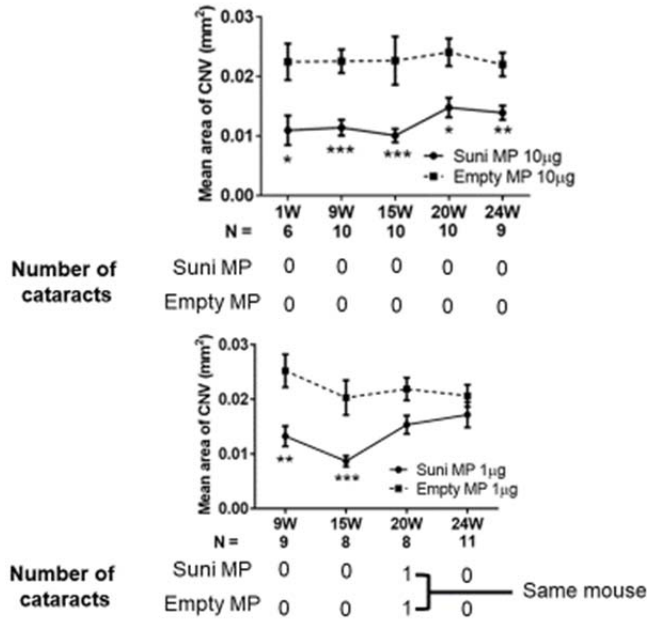 Mean area of CNV (mm²)
0.03
0.02
0.01
0.00
* *** *** * **
Suni MP 10µg
Empty MP 10µg
1W 9W 15W 20W 24W
N = 6 10 10 10 9
Number of cataracts
Suni MP 0 0 0 0 0
Empty MP 0 0 0 0 0
Mean area of CNV (mm²)
0.03
0.02
0.01
0.00
** ***
Suni MP 1µg
Empty MP 1µg
9W 15W 20W 24W
N = 9 8 8 11
Number of cataracts
Suni MP 0 0 1 0
Same mouse
Empty MP 0 0 1 0